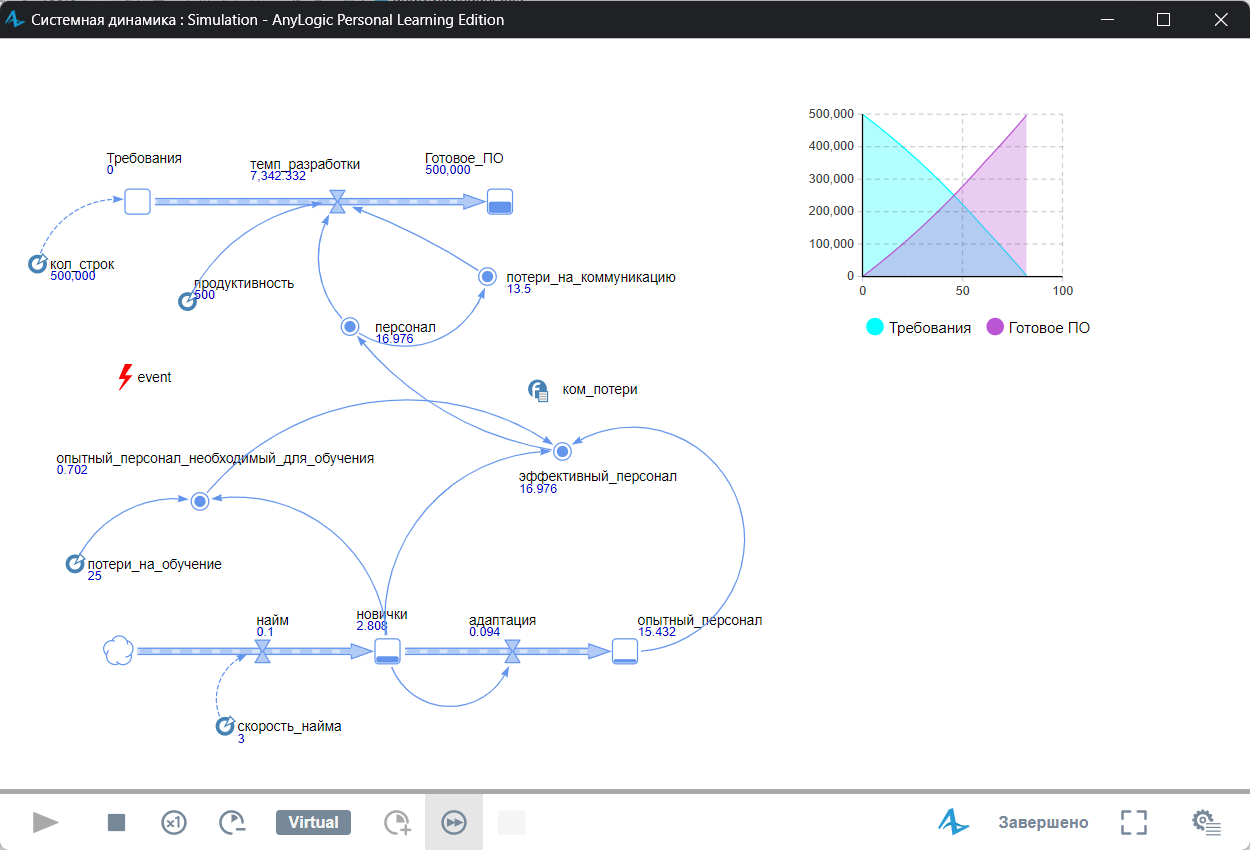 Системная динамика : Simulation - AnyLogic Personal Learning Edition
Требования
0
темп_разработки
7,342.332
Готовое_ПО
500,000
кол_строк
500,000
продуктивность
500
потери_на_коммуникацию
13.5
персонал
16.976
event
ком_потери
опытный_персонал_необходимый_для_обучения
0.702
эффективный_персонал
16.976
потери_на_обучение
25
найм
0.1
новички
2.808
адаптация
0.094
опытный_персонал
15.432
скорость_найма
3
500,000
400,000
300,000
200,000
100,000
0
0 50 100
Требования Готовое ПО
x1 Virtual Завершено